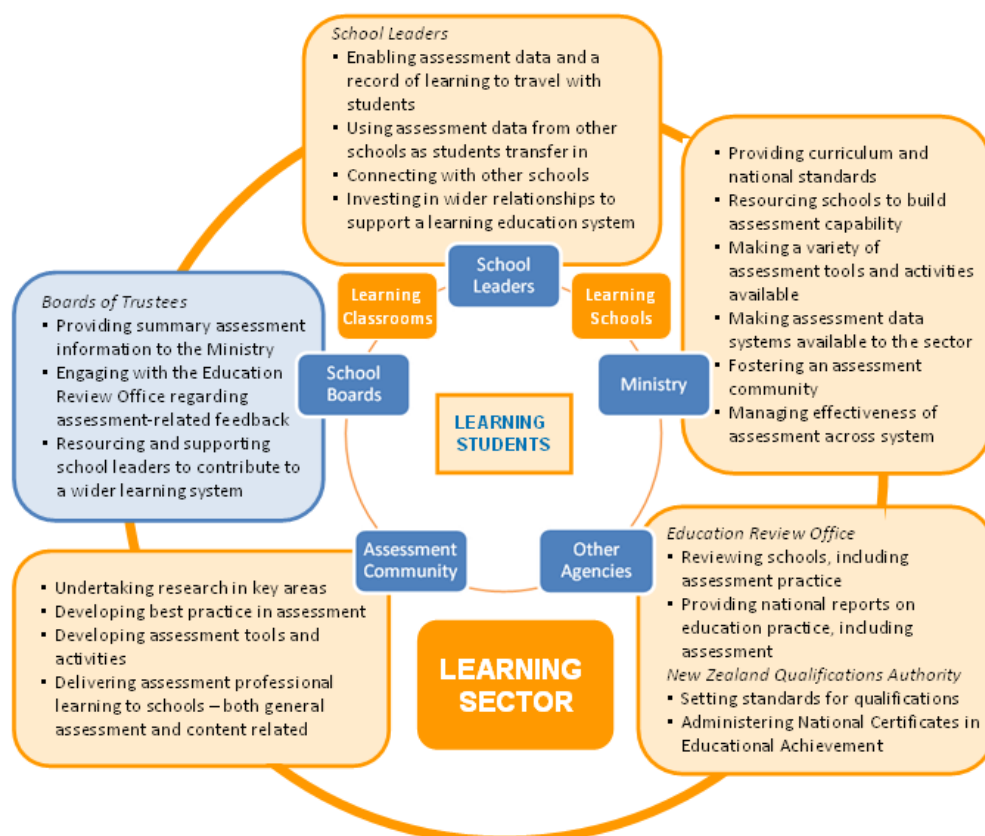 School Leaders
▪ Enabling assessment data and a
record of learning to travel with
students
▪ Using assessment data from other
schools as students transfer in
▪ Connecting with other schools
▪ Investing in wider relationships to
support a learning education system
▪ Providing curriculum and
national standards
▪ Resourcing schools to build
assessment capability
▪ Making a variety of
assessment tools and activities
available
▪ Making assessment data
systems available to the sector
▪ Fostering an assessment
community
▪ Managing effectiveness of
assessment across system
Boards of Trustees
▪ Providing summary assessment
information to the Ministry
▪ Engaging with the Education
Review Office regarding
assessment-related feedback
▪ Resourcing and supporting
school leaders to contribute to
a wider learning system
School
Leaders
Learning
Classrooms
Learning
Schools
School
Boards
Ministry
LEARNING
STUDENTS
Assessment
Community
Other
Agencies
▪ Undertaking research in key areas
▪ Developing best practice in assessment
▪ Developing assessment tools and
activities
▪ Delivering assessment professional
learning to schools – both general
assessment and content related
LEARNING
SECTOR
Education Review Office
▪ Reviewing schools, including
assessment practice
▪ Providing national reports on
education practice, including
assessment
New Zealand Qualifications Authority
▪ Setting standards for qualifications
▪ Administering National Certificates in
Educational Achievement